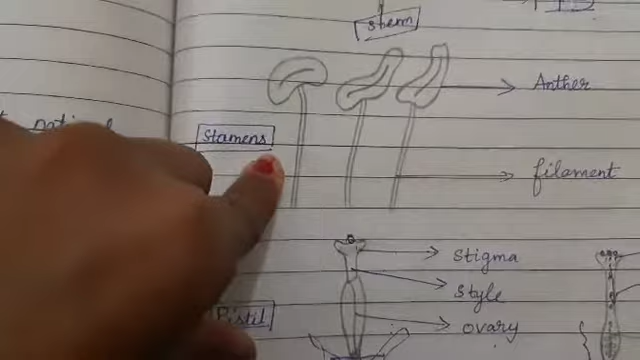 stem
Anther
Stamens
filament
Stigma
style
Pistil
ovary